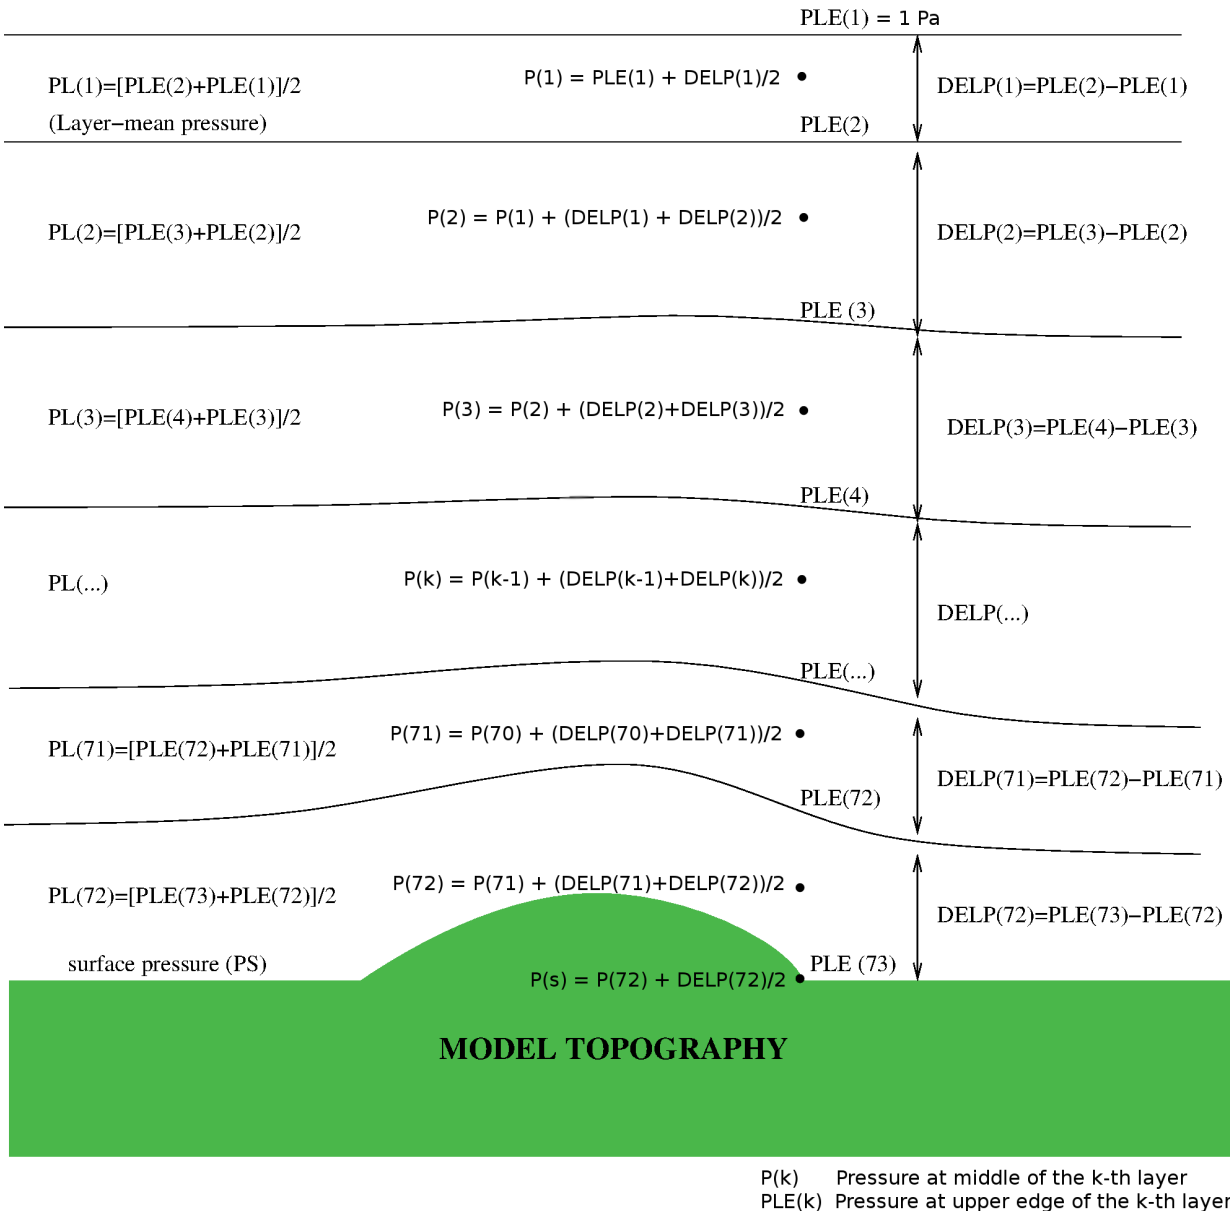 PLE(1) = 1 Pa
PL(1)=[PLE(2)+PLE(1)]/2
P(1) = PLE(1) + DELP(1)/2
DELP(1)=PLE(2)−PLE(1)
(Layer−mean pressure)
PLE(2)
PL(2)=[PLE(3)+PLE(2)]/2
P(2) = P(1) + (DELP(1) + DELP(2))/2
DELP(2)=PLE(3)−PLE(2)
PLE (3)
PL(3)=[PLE(4)+PLE(3)]/2
P(3) = P(2) + (DELP(2)+DELP(3))/2
DELP(3)=PLE(4)−PLE(3)
PLE(4)
PL(...)
P(k) = P(k-1) + (DELP(k-1)+DELP(k))/2
DELP(...)
PLE(...)
PL(71)=[PLE(72)+PLE(71)]/2
P(71) = P(70) + (DELP(70)+DELP(71))/2
DELP(71)=PLE(72)−PLE(71)
PLE(72)
PL(72)=[PLE(73)+PLE(72)]/2
P(72) = P(71) + (DELP(71)+DELP(72))/2
DELP(72)=PLE(73)−PLE(72)
surface pressure (PS)
PLE (73)
P(s) = P(72) + DELP(72)/2
MODEL TOPOGRAPHY
P(k) Pressure at middle of the k-th layer
PLE(k) Pressure at upper edge of the k-th layer